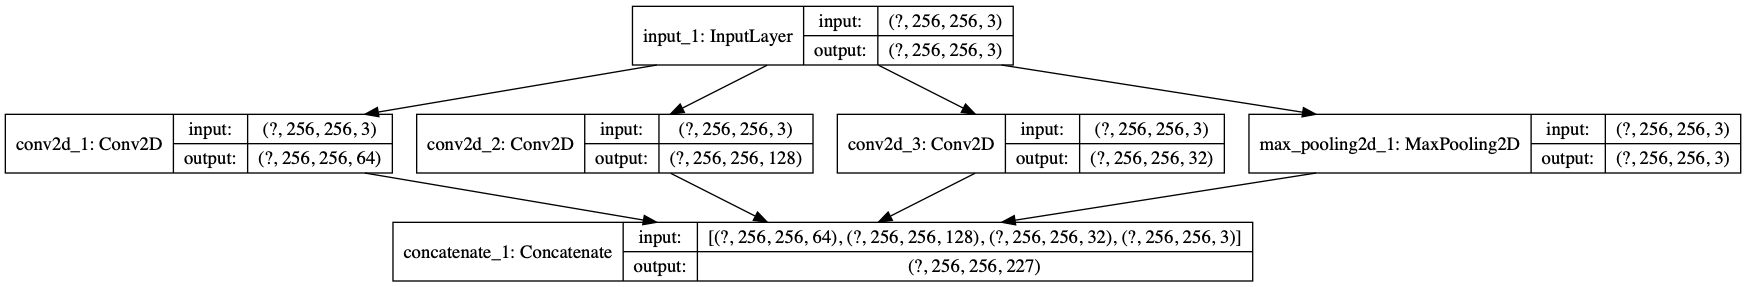 input_1: InputLayer
input: (?, 256, 256, 3)
output: (?, 256, 256, 3)
conv2d_1: Conv2D
input: (?, 256, 256, 3)
output: (?, 256, 256, 64)
conv2d_2: Conv2D
input: (?, 256, 256, 3)
output: (?, 256, 256, 128)
conv2d_3: Conv2D
input: (?, 256, 256, 3)
output: (?, 256, 256, 32)
max_pooling2d_1: MaxPooling2D
input: (?, 256, 256, 3)
output: (?, 256, 256, 3)
concatenate_1: Concatenate
input: [(?, 256, 256, 64), (?, 256, 256, 128), (?, 256, 256, 32), (?, 256, 256, 3)]
output: (?, 256, 256, 227)